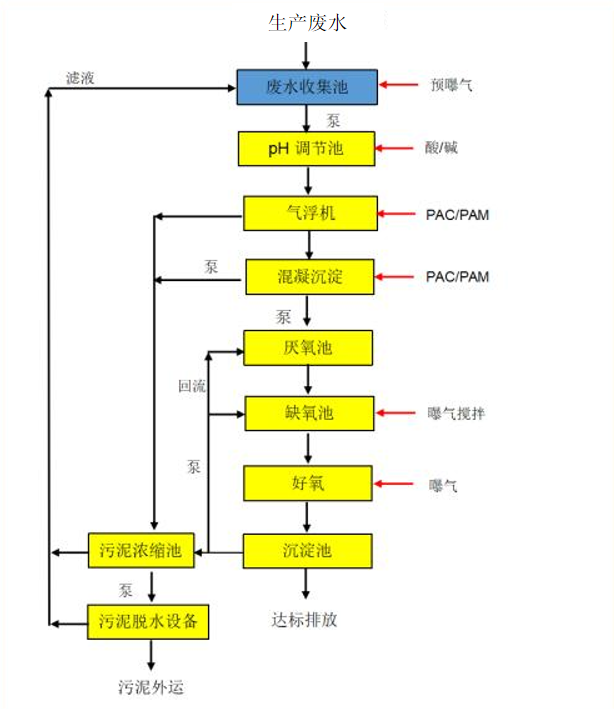 生产废水
滤液
废水收集池
预曝气
泵
pH 调节池
酸/碱
气浮机
PAC/PAM
泵
混凝沉淀
PAC/PAM
泵
厌氧池
回流
缺氧池
曝气搅拌
泵
好氧
曝气
污泥浓缩池
沉淀池
泵
污泥脱水设备
达标排放
污泥外运